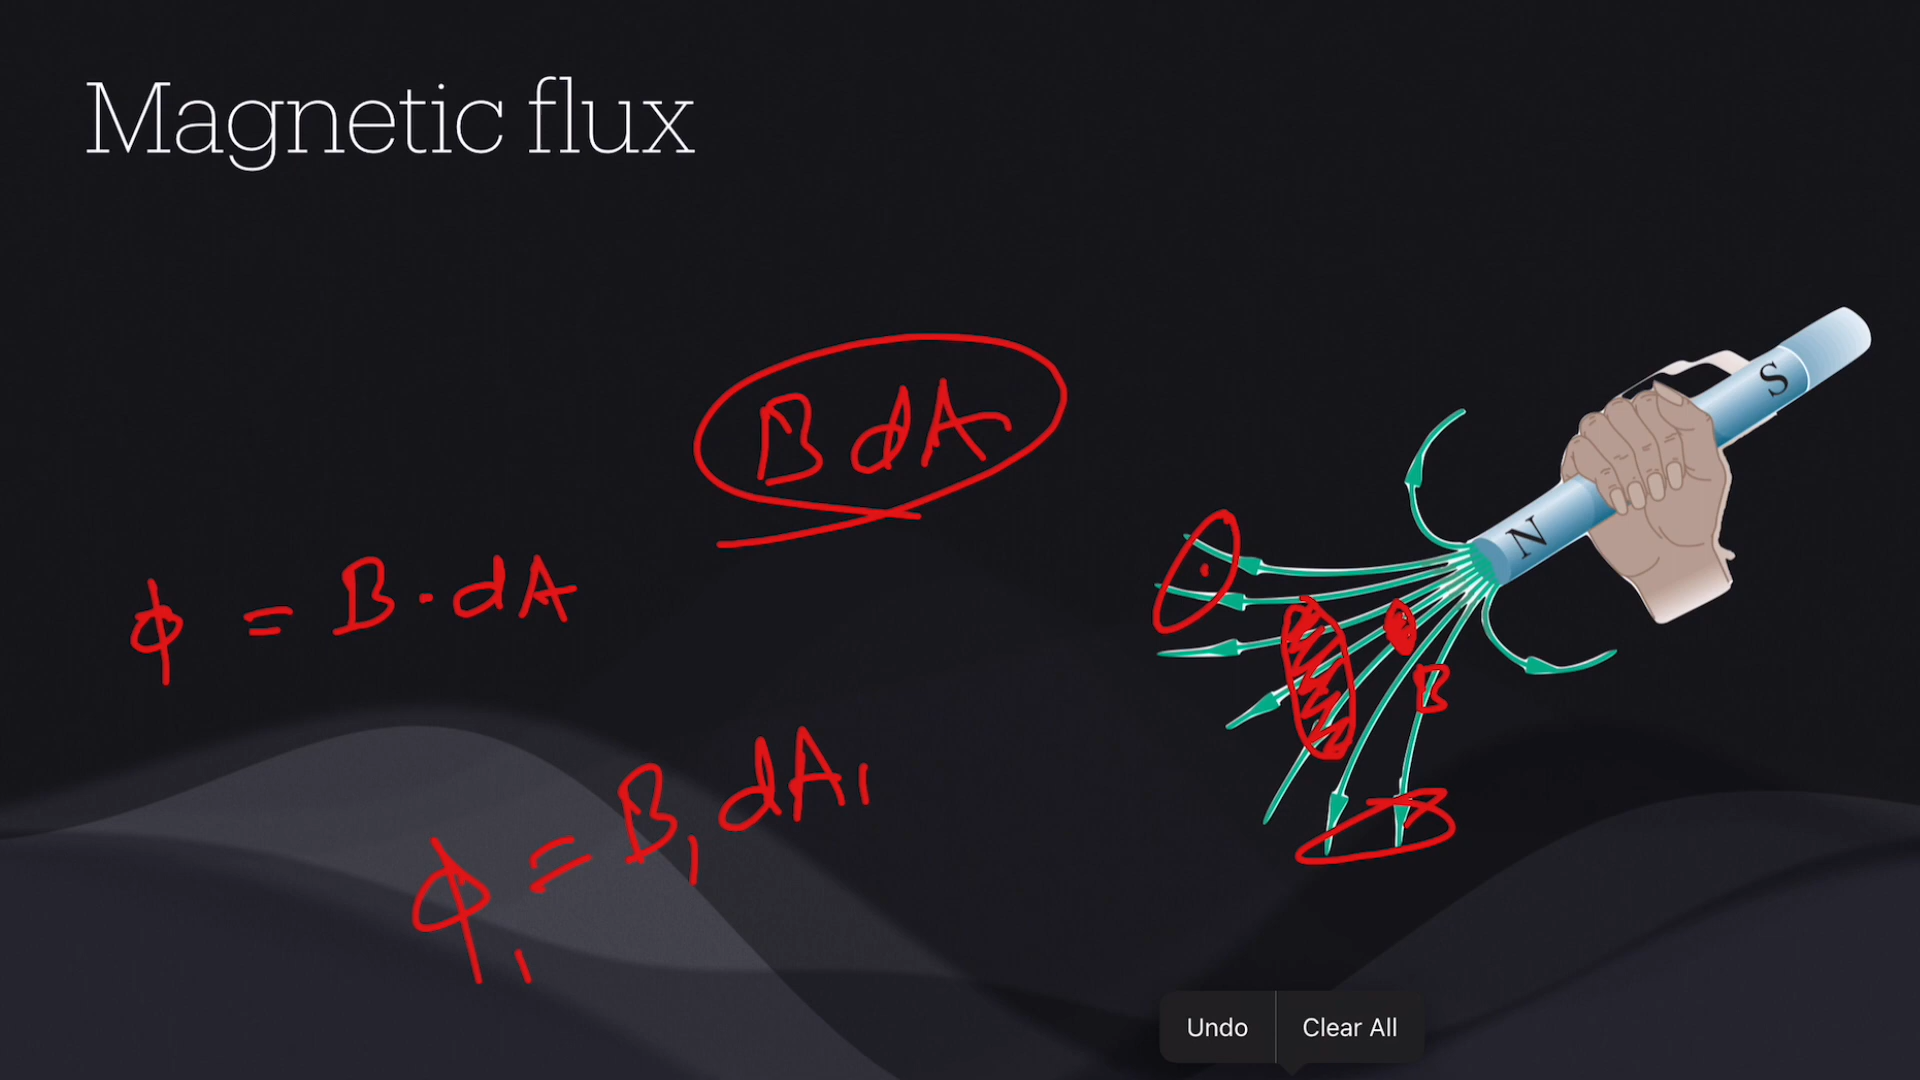 Magnetic flux
B dA
S
N
ϕ = B · dA
B
ϕ₁ = B₁ dA₁
Undo
Clear All